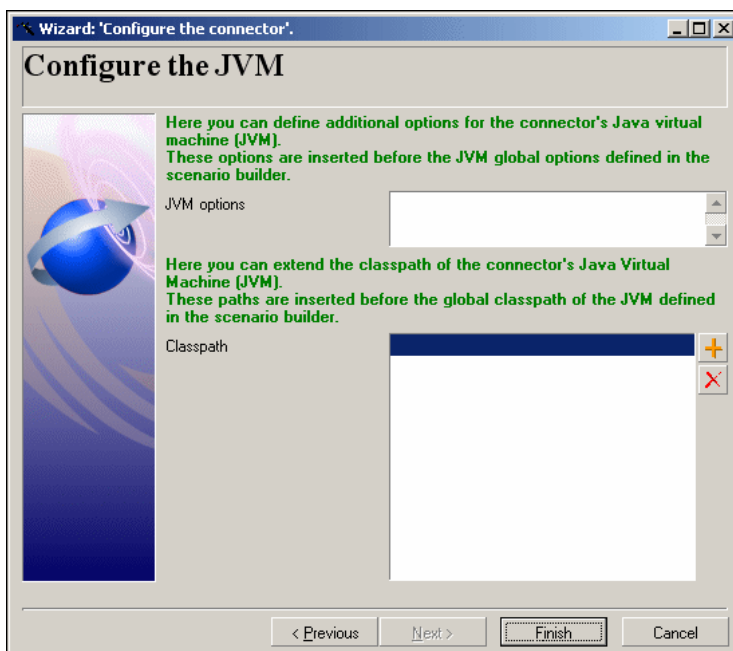 Wizard: 'Configure the connector'.
Configure the JVM
Here you can define additional options for the connector's Java virtual
machine (JVM).
These options are inserted before the JVM global options defined in the
scenario builder.
JVM options
Here you can extend the classpath of the connector's Java Virtual
Machine (JVM).
These paths are inserted before the global classpath of the JVM defined
in the scenario builder.
Classpath
< Previous Next > Finish Cancel